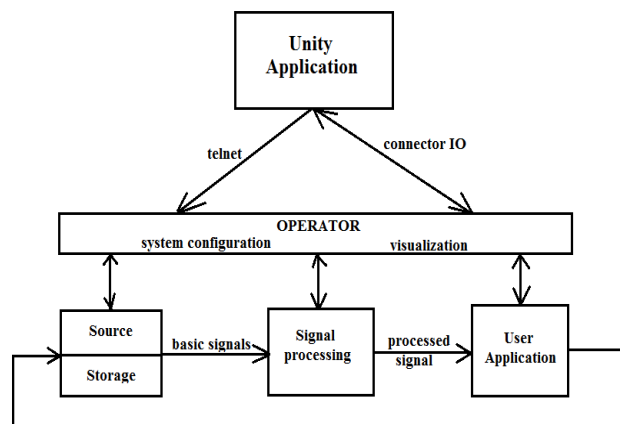 Unity
Application
telnet
connector IO
OPERATOR
system configuration
visualization
Source
Storage
basic signals
Signal
processing
processed
signal
User
Application